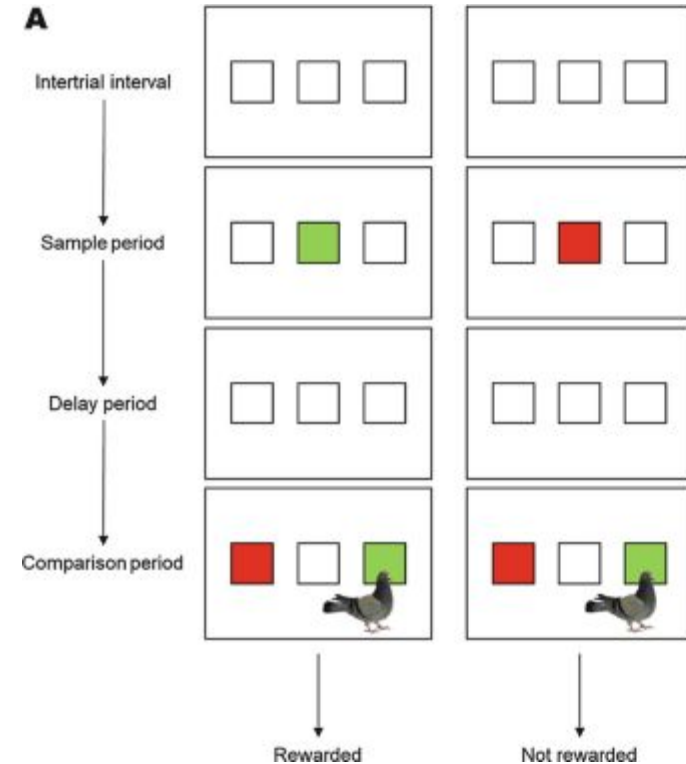 A
Intertrial interval
Sample period
Delay period
Comparison period
Rewarded
Not rewarded